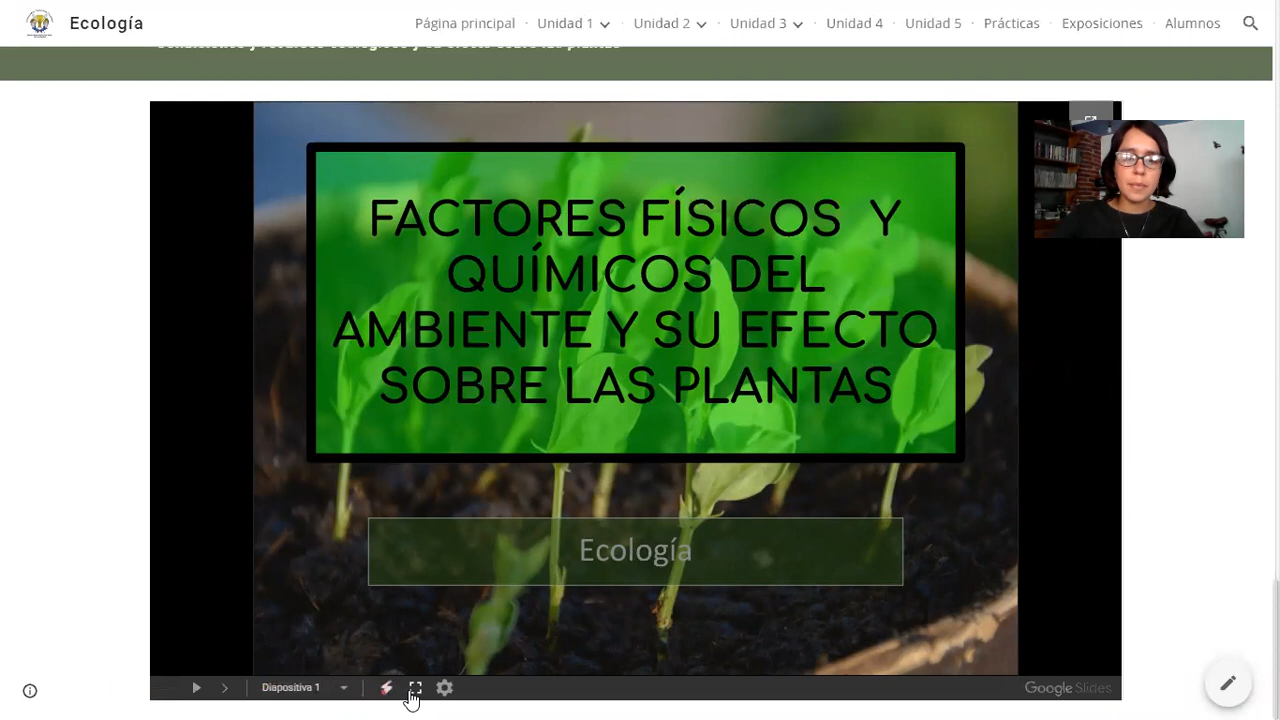 Ecología
Página principal Unidad 1 Unidad 2 Unidad 3 Unidad 4 Unidad 5 Prácticas Exposiciones Alumnos
FACTORES FÍSICOS Y
QUÍMICOS DEL
AMBIENTE Y SU EFECTO
SOBRE LAS PLANTAS
Ecología
Diapositiva 1
Google Slides